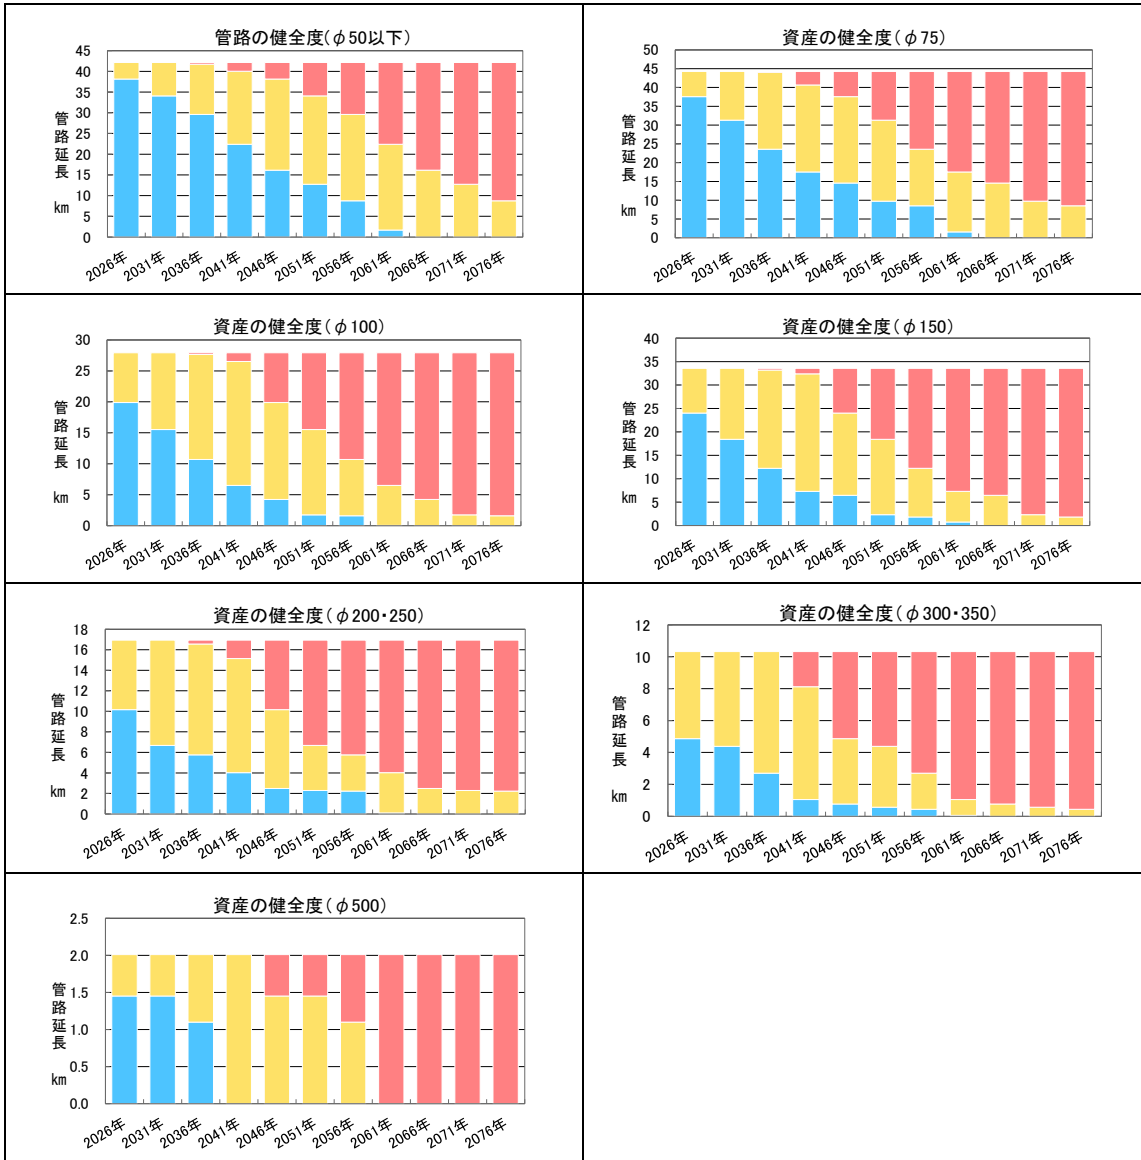 管路の健全度(φ50以下)
45
40
35
30
25
20
15
10
5
0
管路延長 km
2026年 2031年 2036年 2041年 2046年 2051年 2056年 2061年 2066年 2071年 2076年
資産の健全度(φ75)
50
45
40
35
30
25
20
15
10
5
0
管路延長 km
2026年 2031年 2036年 2041年 2046年 2051年 2056年 2061年 2066年 2071年 2076年
資産の健全度(φ100)
30
25
20
15
10
5
0
管路延長 km
2026年 2031年 2036年 2041年 2046年 2051年 2056年 2061年 2066年 2071年 2076年
資産の健全度(φ150)
40
35
30
25
20
15
10
5
0
管路延長 km
2026年 2031年 2036年 2041年 2046年 2051年 2056年 2061年 2066年 2071年 2076年
資産の健全度(φ200・250)
18
16
14
12
10
8
6
4
2
0
管路延長 km
2026年 2031年 2036年 2041年 2046年 2051年 2056年 2061年 2066年 2071年 2076年
資産の健全度(φ300・350)
12
10
8
6
4
2
0
管路延長 km
2026年 2031年 2036年 2041年 2046年 2051年 2056年 2061年 2066年 2071年 2076年
資産の健全度(φ500)
2.5
2.0
1.5
1.0
0.5
0.0
管路延長 km
2026年 2031年 2036年 2041年 2046年 2051年 2056年 2061年 2066年 2071年 2076年